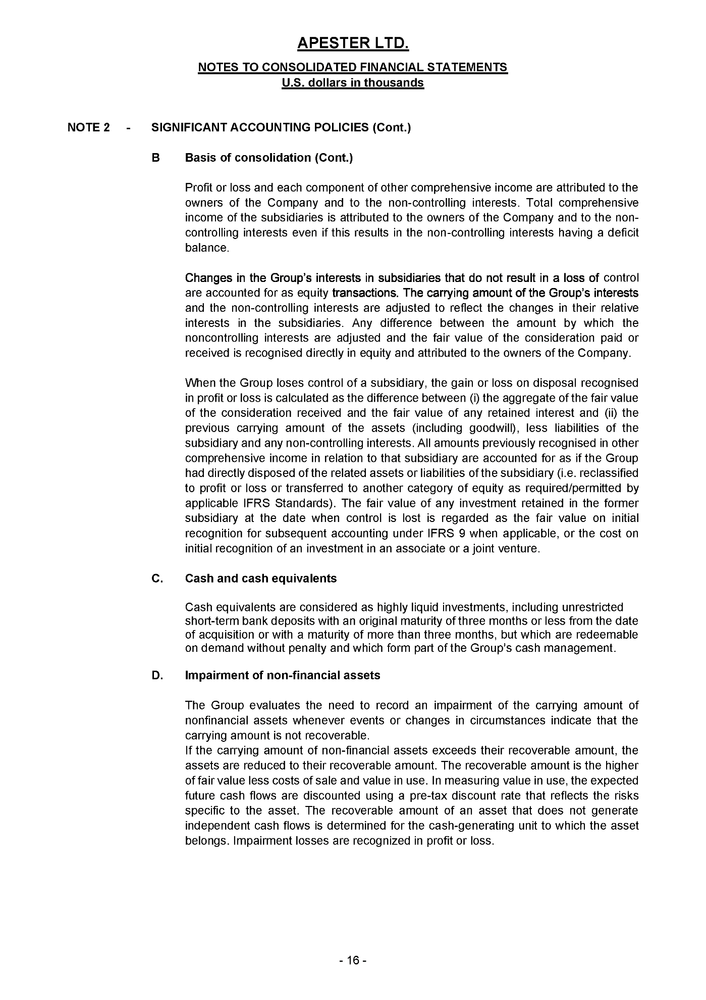 APESTER LTD.
NOTES TO CONSOLIDATED FINANCIAL STATEMENTS
U.S. dollars in thousands
NOTE 2 - SIGNIFICANT ACCOUNTING POLICIES (Cont.)
B Basis of consolidation (Cont.)
Profit or loss and each component of other comprehensive income are attributed to the
owners of the Company and to the non-controlling interests. Total comprehensive
income of the subsidiaries is attributed to the owners of the Company and to the non-
controlling interests even if this results in the non-controlling interests having a deficit
balance.
Changes in the Group's interests in subsidiaries that do not result in a loss of control
are accounted for as equity transactions. The carrying amount of the Group's interests
and the non-controlling interests are adjusted to reflect the changes in their relative
interests in the subsidiaries. Any difference between the amount by which the
noncontrolling interests are adjusted and the fair value of the consideration paid or
received is recognised directly in equity and attributed to the owners of the Company.
When the Group loses control of a subsidiary, the gain or loss on disposal recognised
in profit or loss is calculated as the difference between (i) the aggregate of the fair value
of the consideration received and the fair value of any retained interest and (ii) the
previous carrying amount of the assets (including goodwill), less liabilities of the
subsidiary and any non-controlling interests. All amounts previously recognised in other
comprehensive income in relation to that subsidiary are accounted for as if the Group
had directly disposed of the related assets or liabilities of the subsidiary (i.e. reclassified
to profit or loss or transferred to another category of equity as required/permitted by
applicable IFRS Standards). The fair value of any investment retained in the former
subsidiary at the date when control is lost is regarded as the fair value on initial
recognition for subsequent accounting under IFRS 9 when applicable, or the cost on
initial recognition of an investment in an associate or a joint venture.
C. Cash and cash equivalents
Cash equivalents are considered as highly liquid investments, including unrestricted
short-term bank deposits with an original maturity of three months or less from the date
of acquisition or with a maturity of more than three months, but which are redeemable
on demand without penalty and which form part of the Group's cash management.
D. Impairment of non-financial assets
The Group evaluates the need to record an impairment of the carrying amount of
nonfinancial assets whenever events or changes in circumstances indicate that the
carrying amount is not recoverable.
If the carrying amount of non-financial assets exceeds their recoverable amount, the
assets are reduced to their recoverable amount. The recoverable amount is the higher
of fair value less costs of sale and value in use. In measuring value in use, the expected
future cash flows are discounted using a pre-tax discount rate that reflects the risks
specific to the asset. The recoverable amount of an asset that does not generate
independent cash flows is determined for the cash-generating unit to which the asset
belongs. Impairment losses are recognized in profit or loss.
- 16 -